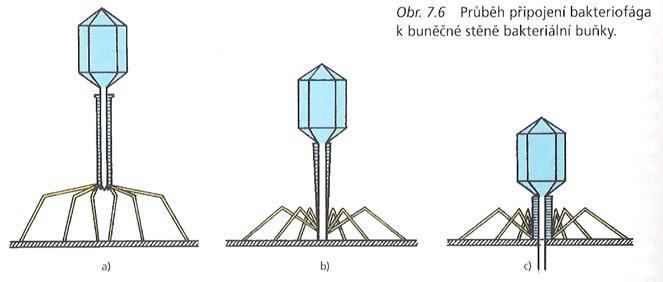 Obr. 7.6 Průběh připojení bakteriofága
k buněčné stěně bakteriální buňky.
a)
b)
c)